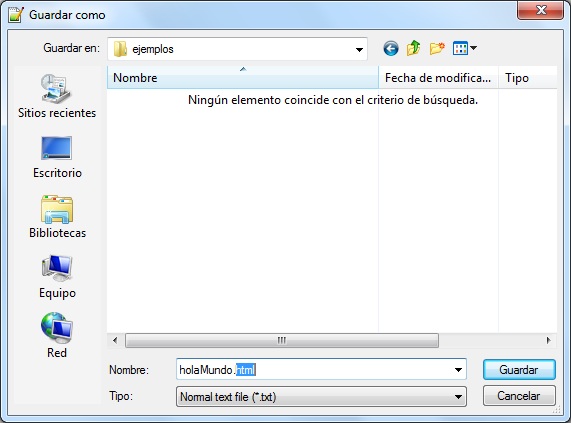 Guardar como
Guardar en: ejemplos
Nombre Fecha de modifica... Tipo
Ningún elemento coincide con el criterio de búsqueda.
Sitios recientes
Escritorio
Bibliotecas
Equipo
Red
Nombre: holaMundo.html Guardar
Tipo: Normal text file (*.txt) Cancelar